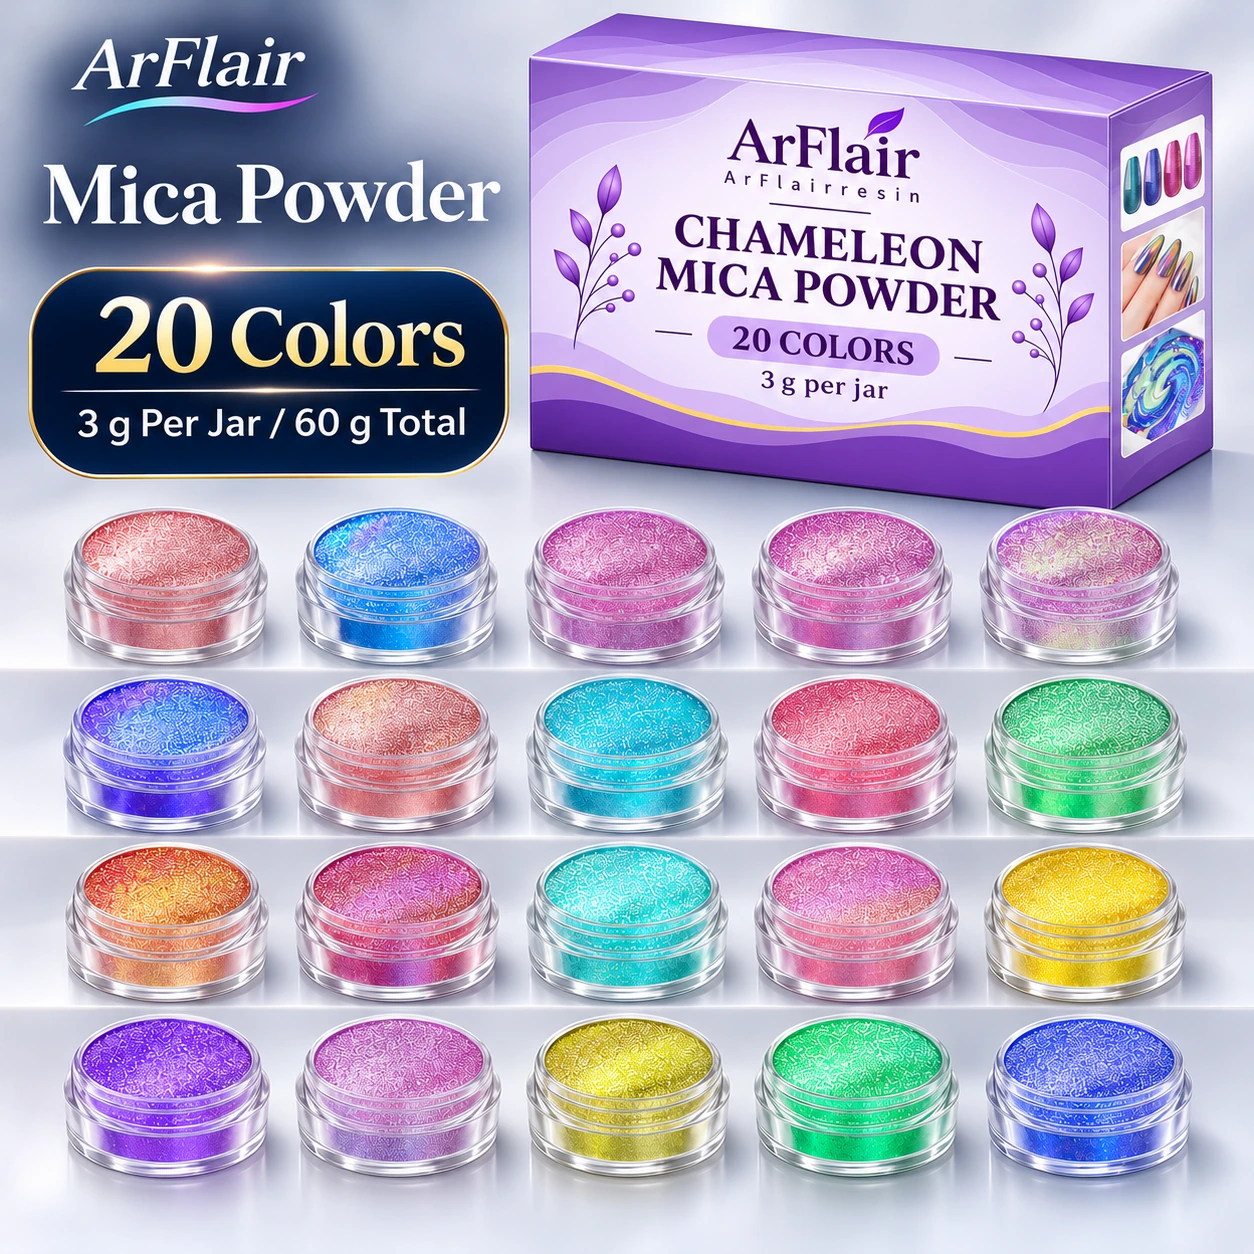 ArFlair
Mica Powder
20 Colors
3 g Per Jar / 60 g Total
ArFlair
ArFlairresin
CHAMELEON
MICA POWDER
20 COLORS
3 g per jar